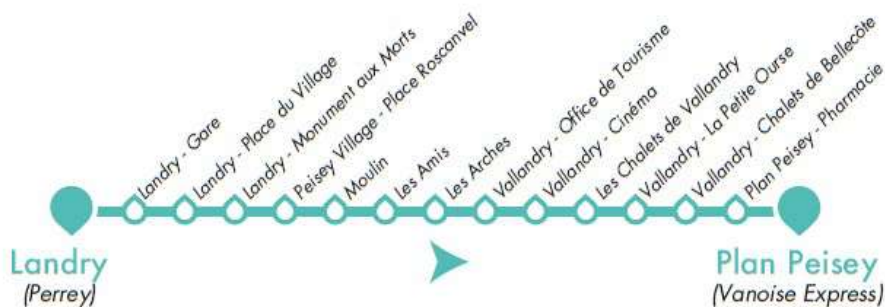 Landry - Gare
Landry - Place du Village
Landry - Monument aux Morts
Peisey Village - Place Roscanvel
Moulin
Les Amis
Les Arches
Vallandry - Office de Tourisme
Vallandry - Cinéma
Les Chalets de Vallandry
Vallandry - La Petite Ourse
Vallandry - Chalets de Bellecôte
Plan Peisey - Pharmacie
Landry
(Perrey)
Plan Peisey
(Vanoise Express)